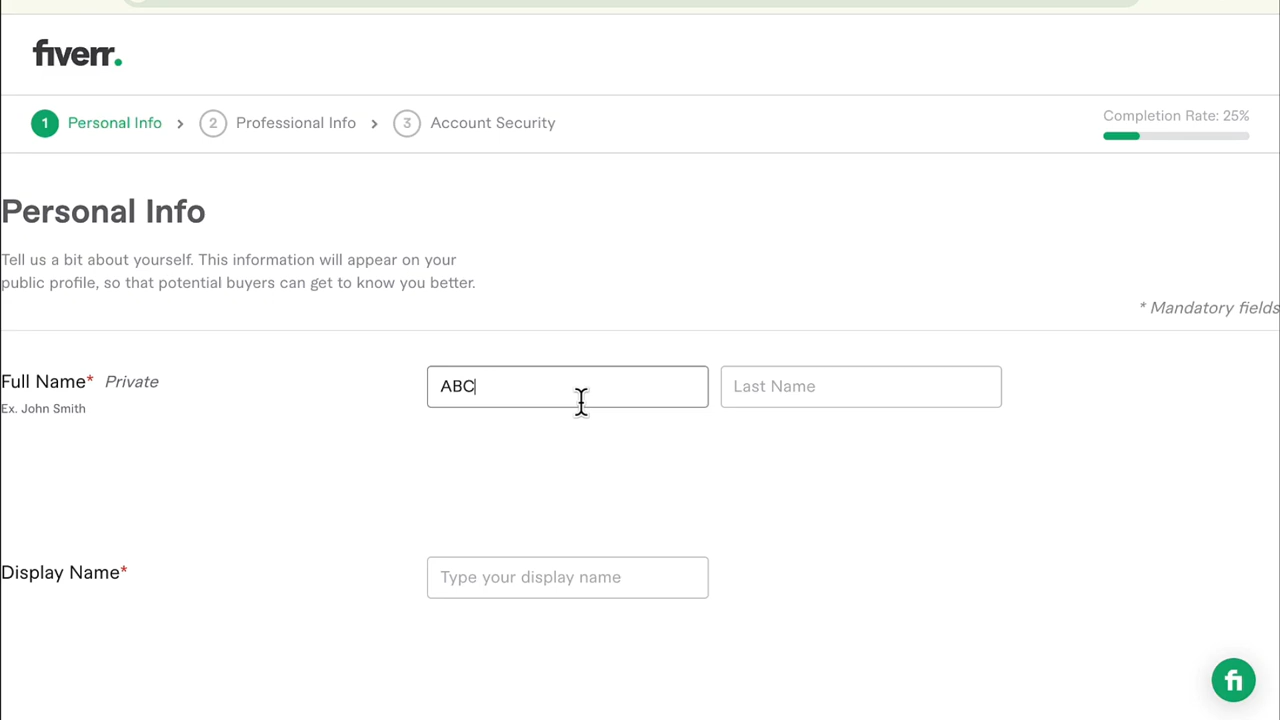 fiverr.
1 Personal Info > 2 Professional Info > 3 Account Security
Completion Rate: 25%
Personal Info
Tell us a bit about yourself. This information will appear on your
public profile, so that potential buyers can get to know you better.
* Mandatory fields
Full Name* Private
Ex. John Smith
ABC
Last Name
Display Name*
Type your display name
fi